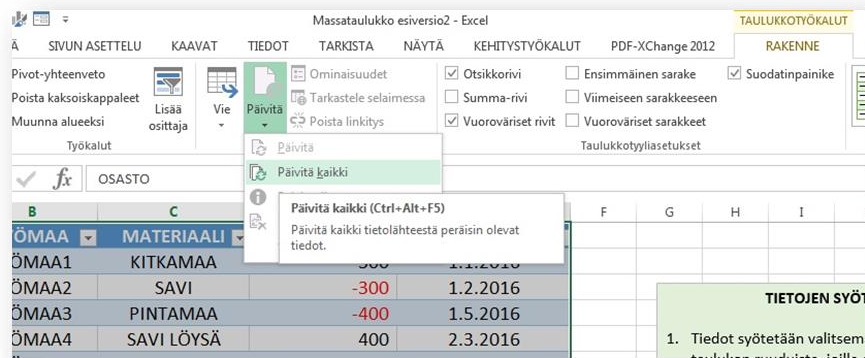 Massataulukko esiversio2 - Excel
TAULUKKOTYÖKALUT
SIVUN ASETTELU KAAVAT TIEDOT TARKISTA NÄYTÄ KEHITYSTYÖKALUT PDF-XChange 2012 RAKENNE
Pivot-yhteenveto
Poista kaksoiskappaleet
Muunna alueeksi
Työkalut
Lisää
osittaja
Vie
Päivitä
Ominaisuudet
Tarkastele selaimessa
Poista linkitys
Otsikkorivi
Summa-rivi
Vuoroväriset rivit
Ensimmäinen sarake
Viimeiseen sarakkeeseen
Vuoroväriset sarakkeet
Suodatinpainike
Taulukkotyyliasetukset
Päivitä
Päivitä kaikki
Päivitä kaikki (Ctrl+Alt+F5)
Päivitä kaikki tietolähteestä peräisin olevat
tiedot.
fx OSASTO
B C F G H I
ÖMAA MATERIAALI
ÖMAA1 KITKAMAA 1.1.2016
ÖMAA2 SAVI -300 1.2.2016
ÖMAA3 PINTAMAA -400 1.5.2016
ÖMAA4 SAVI LÖYSÄ 400 2.3.2016
TIETOJEN SYÖT
1. Tiedot syötetään valitsem